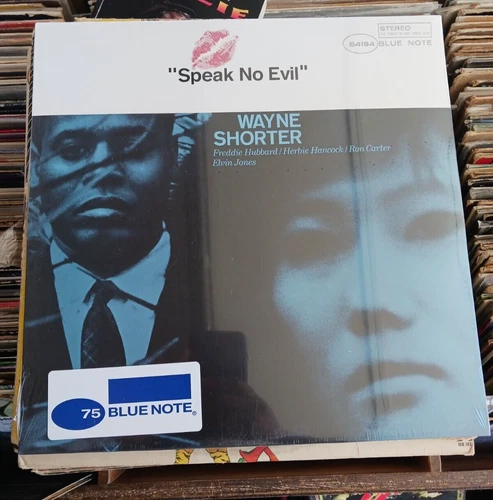 "Speak No Evil"
STEREO
84194 BLUE NOTE
WAYNE
SHORTER
Freddie Hubbard / Herbie Hancock / Ron Carter
Elvin Jones
75 BLUE NOTE®